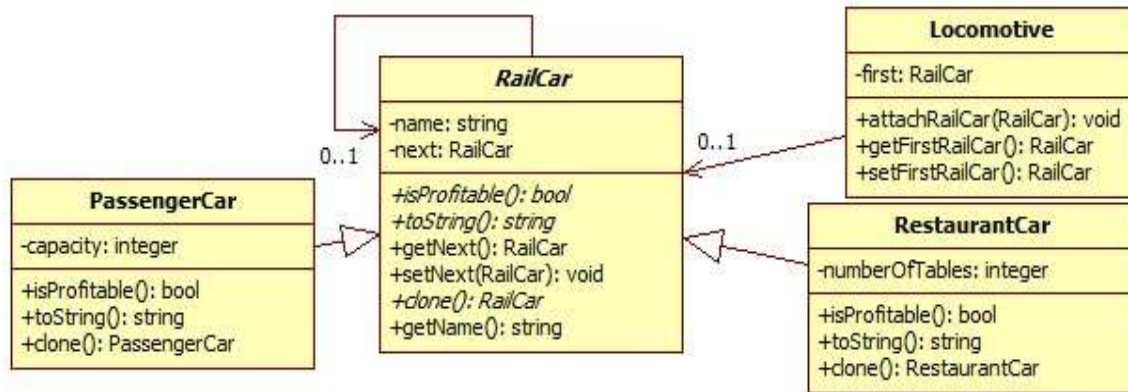 RailCar
-name: string
-next: RailCar
+isProfitable(): bool
+toString(): string
+getNext(): RailCar
+setNext(RailCar): void
+clone(): RailCar
+getName(): string
0..1
0..1
Locomotive
-first: RailCar
+attachRailCar(RailCar): void
+getFirstRailCar(): RailCar
+setFirstRailCar(): RailCar
PassengerCar
-capacity: integer
+isProfitable(): bool
+toString(): string
+clone(): PassengerCar
RestaurantCar
-numberOfTables: integer
+isProfitable(): bool
+toString(): string
+clone(): RestaurantCar